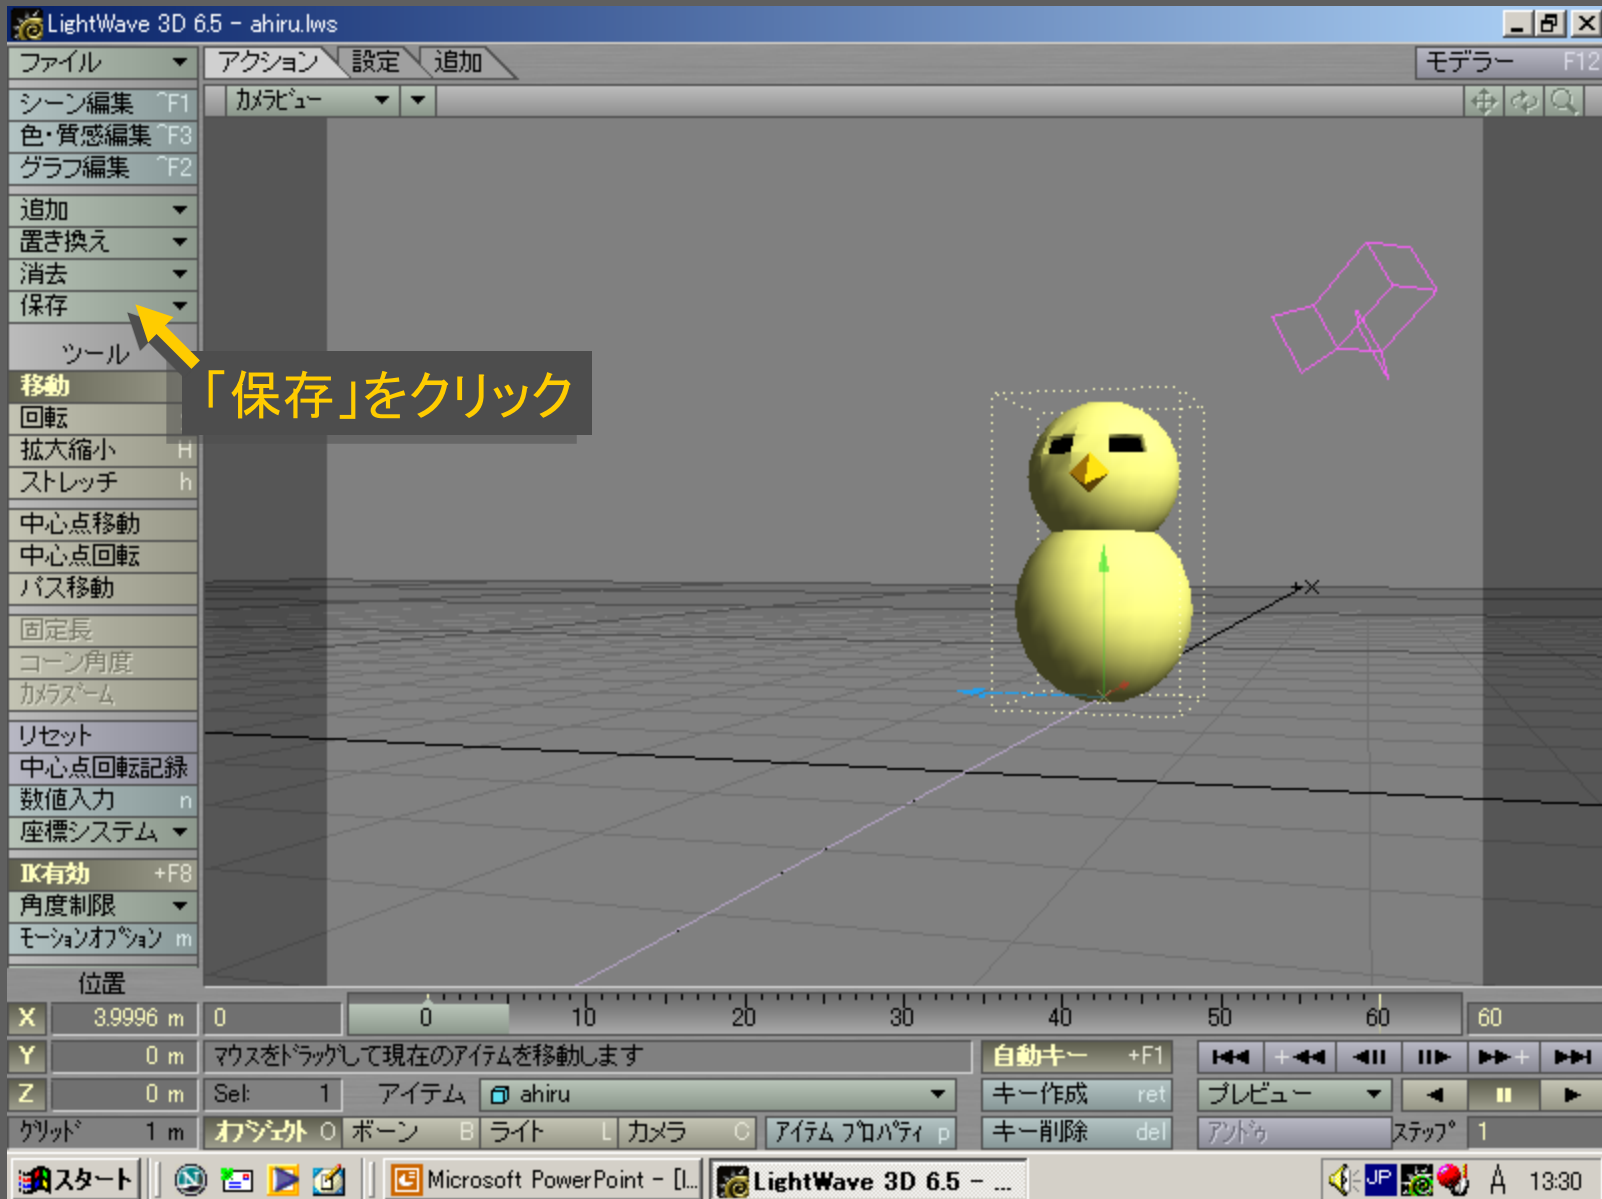 LightWave 3D 6.5 - ahiru.lws
ファイル
アクション 設定 追加
モデラー F12
カメラビュー
シーン編集 ^F1
色・質感編集 ^F3
グラフ編集 ^F2
追加
置き換え
消去
保存
ツール
「保存」をクリック
移動
回転
拡大縮小 H
ストレッチ h
中心点移動
中心点回転
パス移動
固定長
コーン角度
カメラズーム
リセット
中心点回転記録
数値入力 n
座標システム
IK有効 +F8
角度制限
モーションオプション m
位置
X 3.9996 m 0 0 10 20 30 40 50 60 60
Y 0 m マウスをドラッグして現在のアイテムを移動します 自動キー +F1
Z 0 m Sel: 1 アイテム ahiru キー作成 ret プレビュー
グリッド 1 m オブジェクト O ボーン B ライト L カメラ C アイテム プロパティ p キー削除 del アンドゥ ステップ 1
スタート Microsoft PowerPoint - [l... LightWave 3D 6.5 - ... JP A 13:30